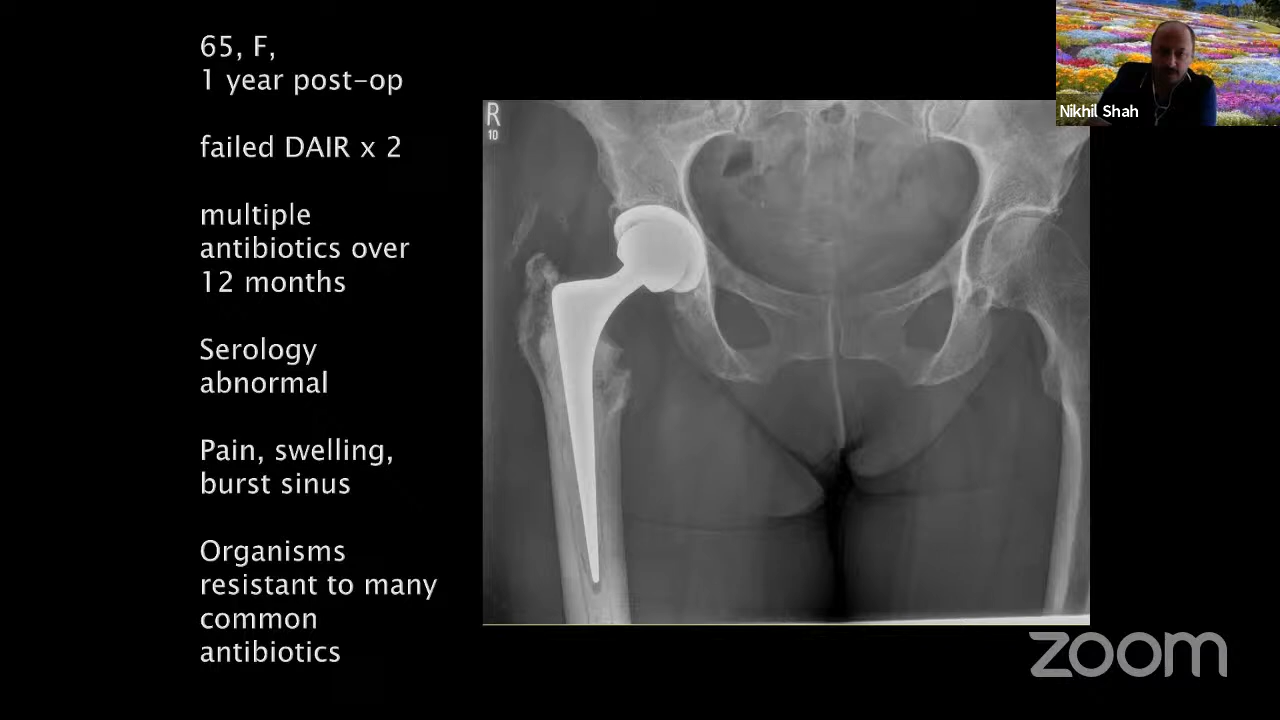 65, F,
1 year post-op
failed DAIR x 2
multiple
antibiotics over
12 months
Serology
abnormal
Pain, swelling,
burst sinus
Organisms
resistant to many
common
antibiotics
R
10
Nikhil Shah
zoom